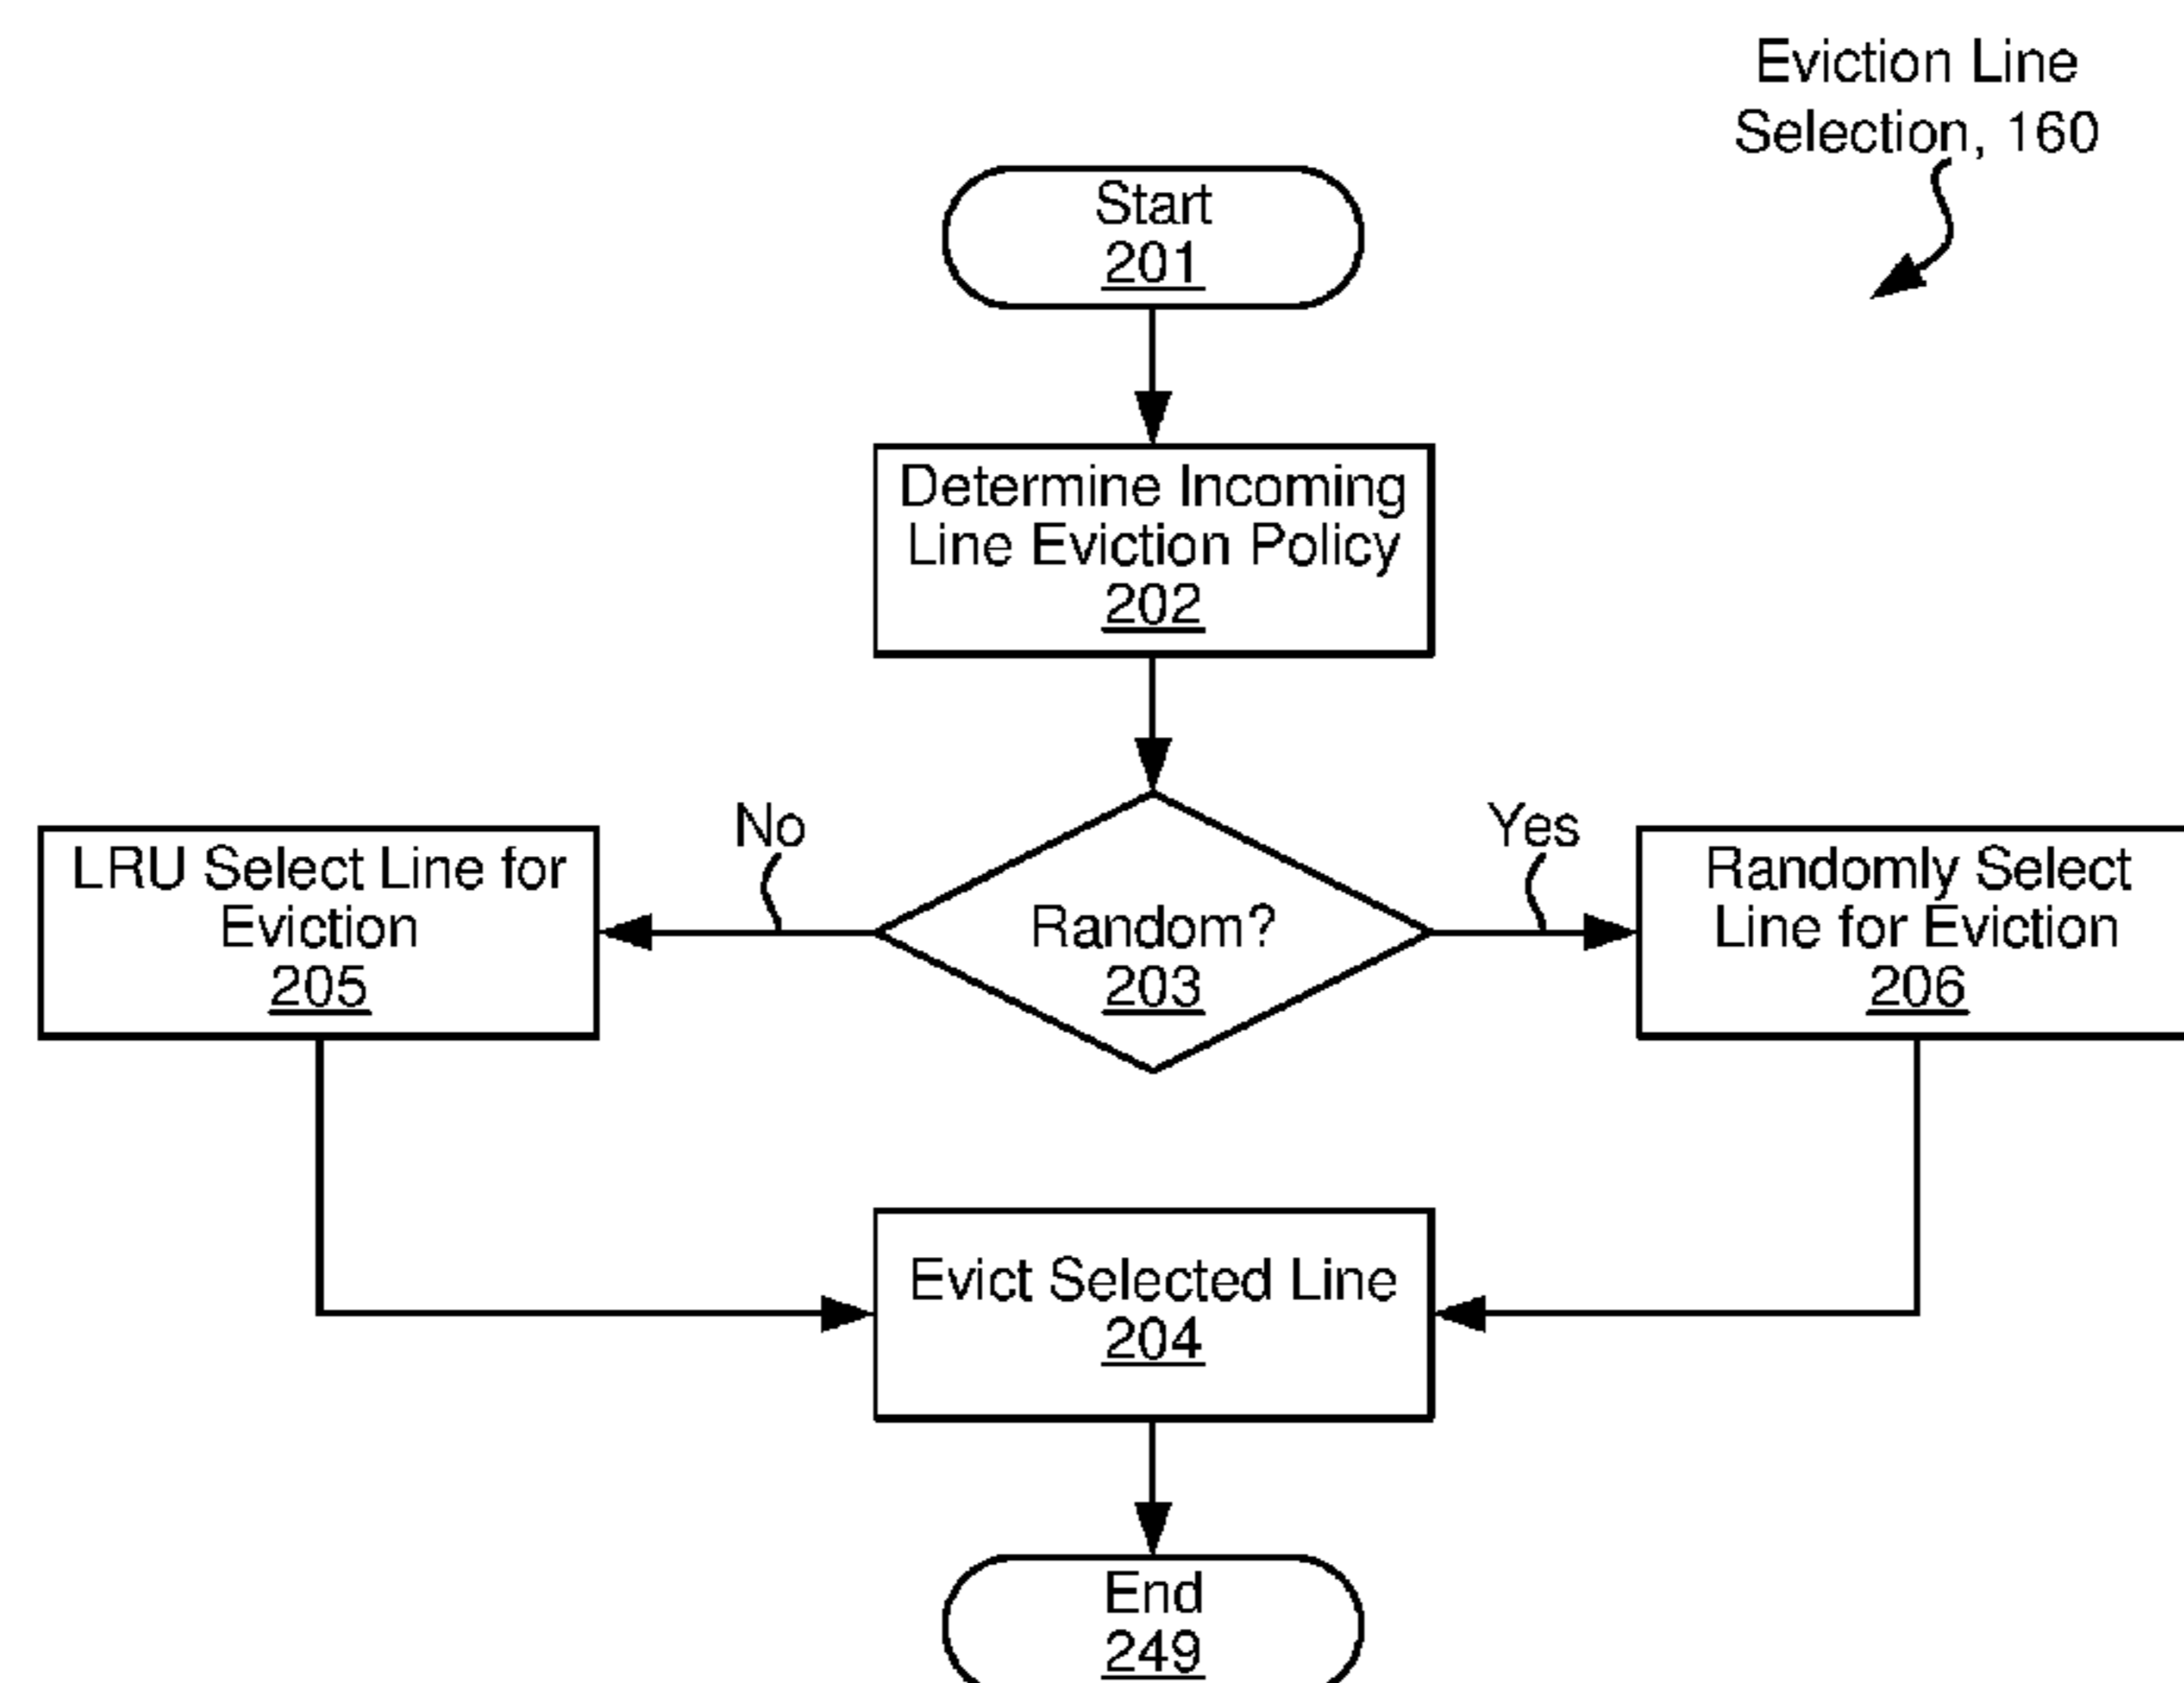 Eviction Line
Selection, 160
Start
201
Determine Incoming
Line Eviction Policy
202
No
Yes
LRU Select Line for
Eviction
205
Random?
203
Randomly Select
Line for Eviction
206
Evict Selected Line
204
End
249